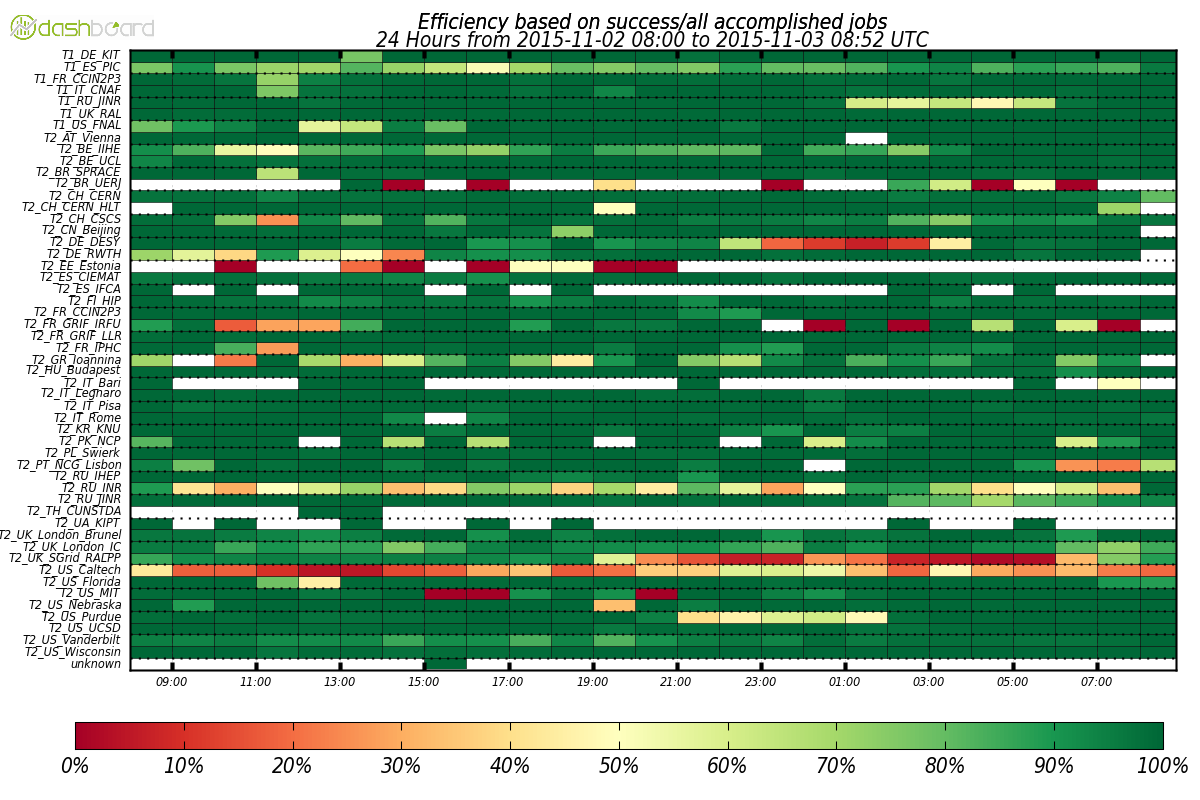 dashboard
Efficiency based on success/all accomplished jobs
24 Hours from 2015-11-02 08:00 to 2015-11-03 08:52 UTC
T1_DE_KIT
T1_ES_PIC
T1_FR_CCIN2P3
T1_IT_CNAF
T1_RU_JINR
T1_UK_RAL
T1_US_FNAL
T2_AT_Vienna
T2_BE_IIHE
T2_BE_UCL
T2_BR_SPRACE
T2_BR_UERJ
T2_CH_CERN
T2_CH_CERN_HLT
T2_CH_CSCS
T2_CN_Beijing
T2_DE_DESY
T2_DE_RWTH
T2_EE_Estonia
T2_ES_CIEMAT
T2_ES_IFCA
T2_FI_HIP
T2_FR_CCIN2P3
T2_FR_GRIF_IRFU
T2_FR_GRIF_LLR
T2_FR_IPHC
T2_GR_Ioannina
T2_HU_Budapest
T2_IT_Bari
T2_IT_Legnaro
T2_IT_Pisa
T2_IT_Rome
T2_KR_KNU
T2_PK_NCP
T2_PL_Swierk
T2_PT_NCG_Lisbon
T2_RU_IHEP
T2_RU_INR
T2_RU_JINR
T2_TH_CUNSTDA
T2_UA_KIPT
T2_UK_London_Brunel
T2_UK_London_IC
T2_UK_SGrid_RALPP
T2_US_Caltech
T2_US_Florida
T2_US_MIT
T2_US_Nebraska
T2_US_Purdue
T2_US_UCSD
T2_US_Vanderbilt
T2_US_Wisconsin
unknown
09:00 11:00 13:00 15:00 17:00 19:00 21:00 23:00 01:00 03:00 05:00 07:00
0% 10% 20% 30% 40% 50% 60% 70% 80% 90% 100%